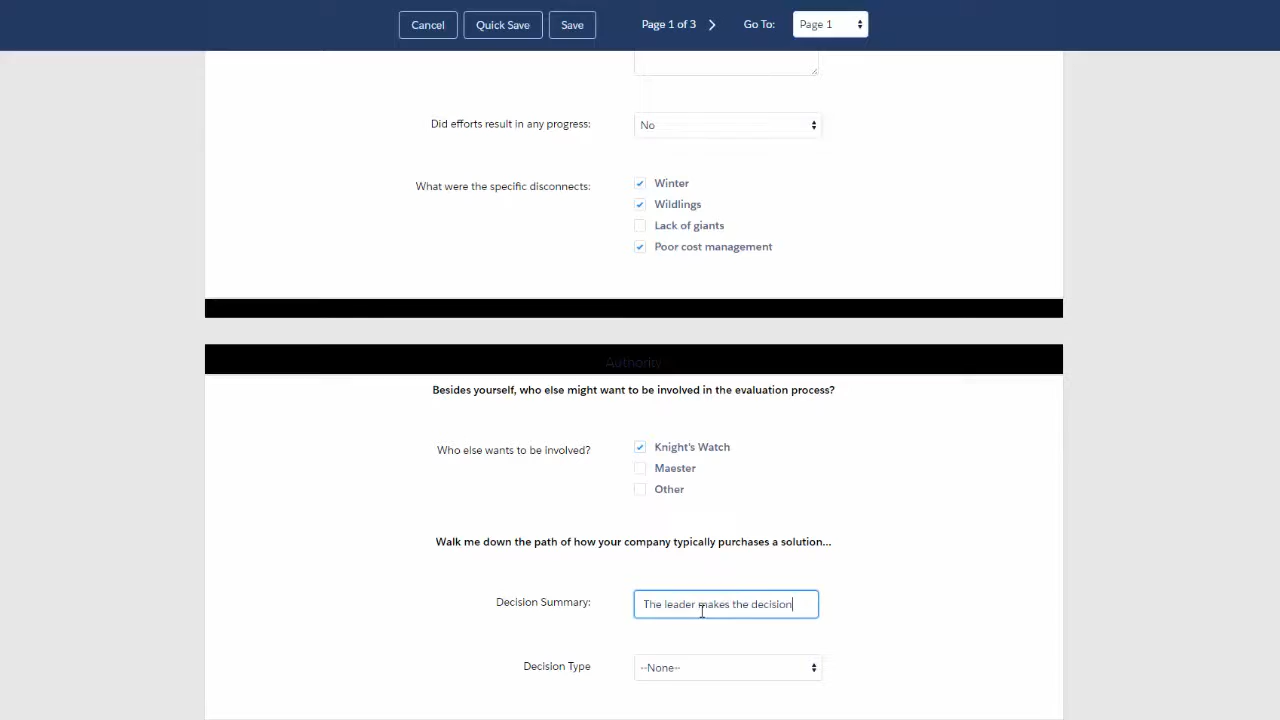 Cancel Quick Save Save Page 1 of 3 Go To: Page 1
Did efforts result in any progress: No
What were the specific disconnects: Winter
Wildlings
Lack of giants
Poor cost management
Authority
Besides yourself, who else might want to be involved in the evaluation process?
Who else wants to be involved? Knight's Watch
Maester
Other
Walk me down the path of how your company typically purchases a solution...
Decision Summary: The leader makes the decision
Decision Type --None--